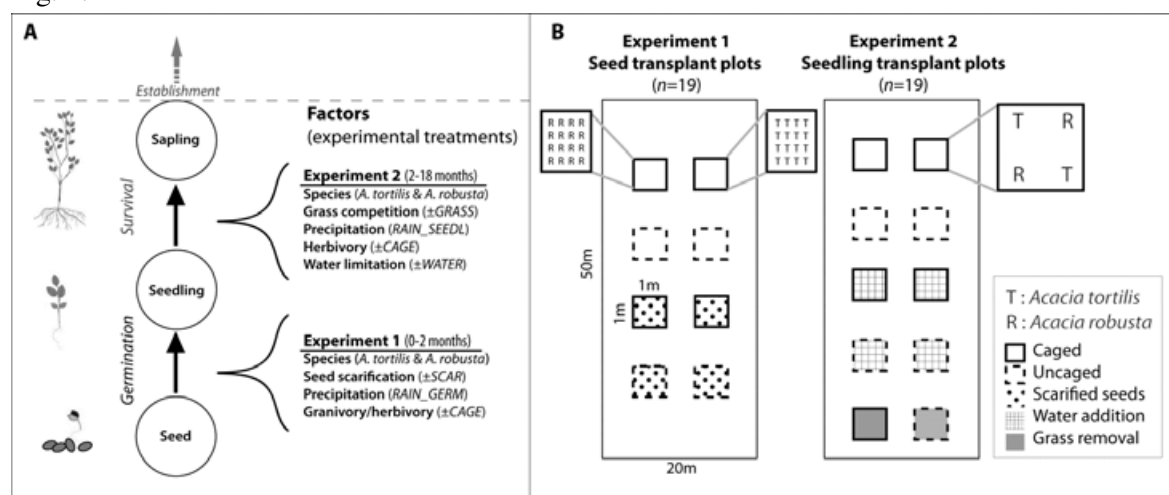 A
Establishment
Sapling
Survival
Seedling
Germination
Seed
Factors
(experimental treatments)
Experiment 2 (2-18 months)
Species (A. tortilis & A. robusta)
Grass competition (±GRASS)
Precipitation (RAIN_SEEDL)
Herbivory (±CAGE)
Water limitation (±WATER)
Experiment 1 (0-2 months)
Species (A. tortilis & A. robusta)
Seed scarification (±SCAR)
Precipitation (RAIN_GERM)
Granivory/herbivory (±CAGE)
B
Experiment 1
Seed transplant plots
(n=19)
R R R R
R R R R
R R R R
R R R R
T T T T
T T T T
T T T T
T T T T
50m
1m
1m
20m
Experiment 2
Seedling transplant plots
(n=19)
T R
R T
T : Acacia tortilis
R : Acacia robusta
Caged
Uncaged
Scarified seeds
Water addition
Grass removal